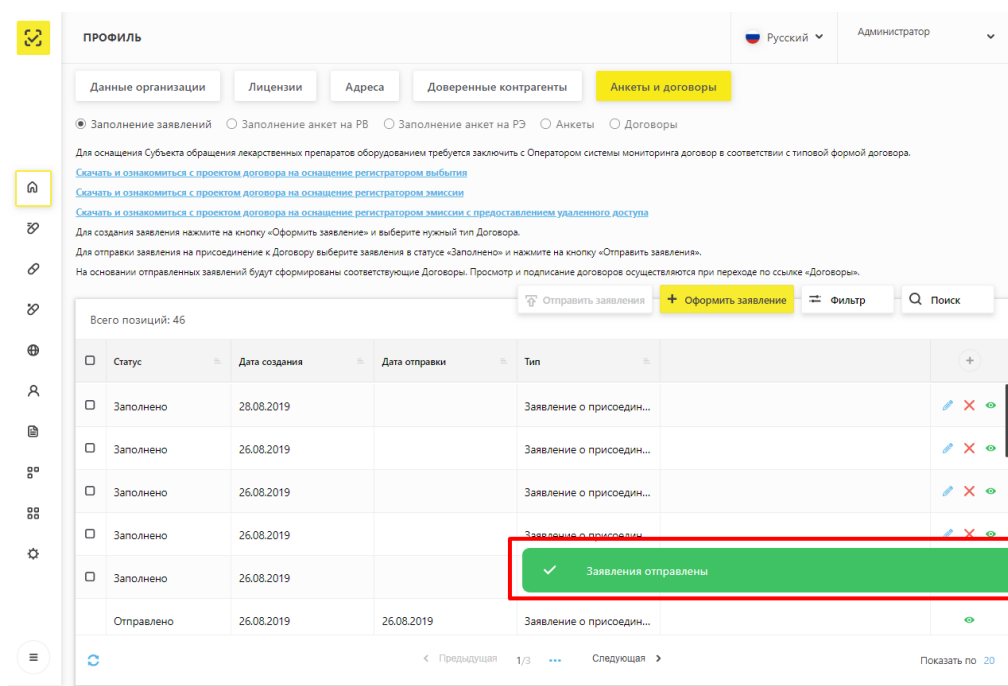 ПРОФИЛЬ
Русский
Администратор
Данные организации
Лицензии
Адреса
Доверенные контрагенты
Анкеты и договоры
Заполнение заявлений
Заполнение анкет на РВ
Заполнение анкет на РЭ
Анкеты
Договоры
Для оснащения Субъекта обращения лекарственных препаратов оборудованием требуется заключить с Оператором системы мониторинга договор в соответствии с типовой формой договора.
Скачать и ознакомиться с проектом договора на оснащение регистратором выбытия
Скачать и ознакомиться с проектом договора на оснащение регистратором эмиссии
Скачать и ознакомиться с проектом договора на оснащение регистратором эмиссии с предоставлением удаленного доступа
Для создания заявления нажмите на кнопку «Оформить заявление» и выберите нужный тип Договора.
Для отправки заявления на присоединение к Договору выберите заявления в статусе «Заполнено» и нажмите на кнопку «Отправить заявления».
На основании отправленных заявлений будут сформированы соответствующие Договоры. Просмотр и подписание договоров осуществляются при переходе по ссылке «Договоры».
Отправить заявления
+ Оформить заявление
Фильтр
Поиск
Всего позиций: 46
Статус
Дата создания
Дата отправки
Тип
Заполнено 28.08.2019 Заявление о присоедин...
Заполнено 26.08.2019 Заявление о присоедин...
Заполнено 26.08.2019 Заявление о присоедин...
Заполнено 26.08.2019 Заявление о присоедин...
Заполнено 26.08.2019
Заявления отправлены
Отправлено 26.08.2019 26.08.2019 Заявление о присоедин...
Предыдущая
1/3
•••
Следующая
Показать по 20